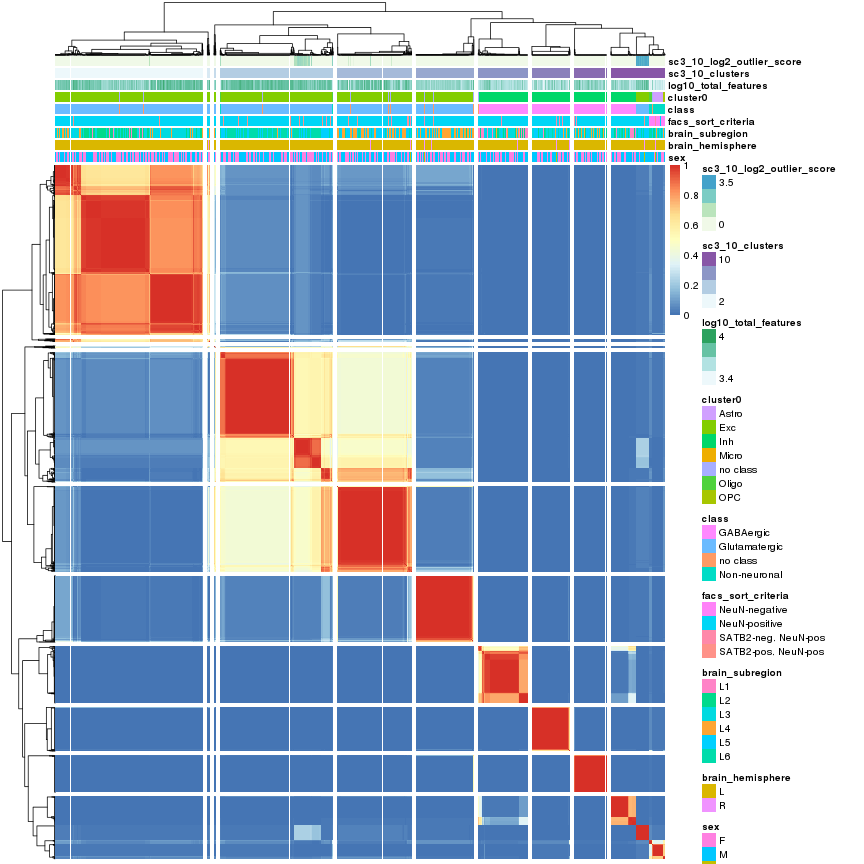 sc3_10_log2_outlier_score
sc3_10_clusters
log10_total_features
cluster0
class
facs_sort_criteria
brain_subregion
brain_hemisphere
sex
1
0.8
0.6
0.4
0.2
0
sc3_10_log2_outlier_score
3.5
0
sc3_10_clusters
10
2
log10_total_features
4
3.4
cluster0
Astro
Exc
Inh
Micro
no class
Oligo
OPC
class
GABAergic
Glutamatergic
no class
Non-neuronal
facs_sort_criteria
NeuN-negative
NeuN-positive
SATB2-neg. NeuN-pos
SATB2-pos. NeuN-pos
brain_subregion
L1
L2
L3
L4
L5
L6
brain_hemisphere
L
R
sex
F
M